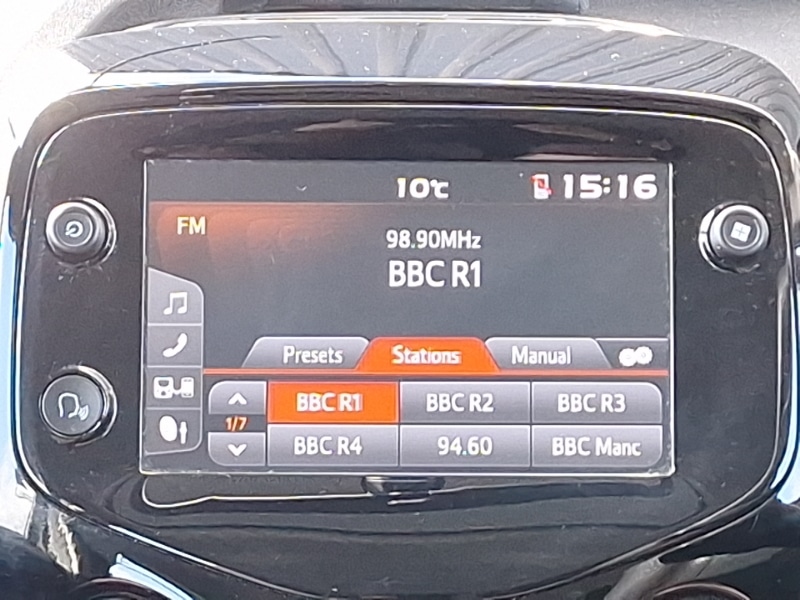 10°C 15:16
FM
98.90MHz
BBC R1
Presets Stations Manual
BBC R1 BBC R2 BBC R3
1/7
BBC R4 94.60 BBC Manc